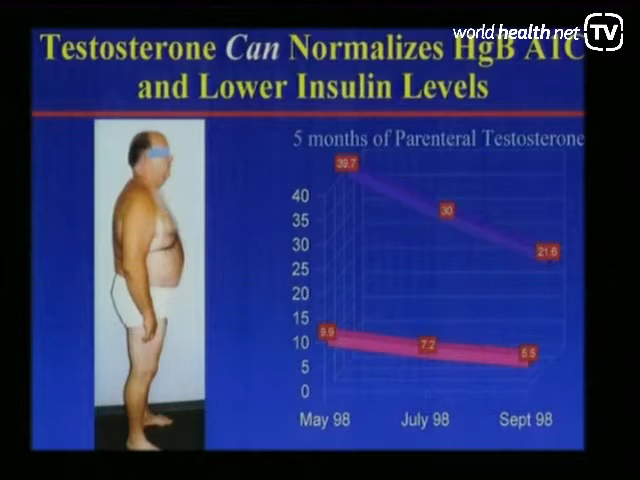 world health net TV
Testosterone Can Normalizes HgB A1C
and Lower Insulin Levels
5 months of Parenteral Testosterone
39.7
40
35
30
30
25
21.6
20
15
9.9
10
7.2
5
0
May 98
July 98
Sept 98